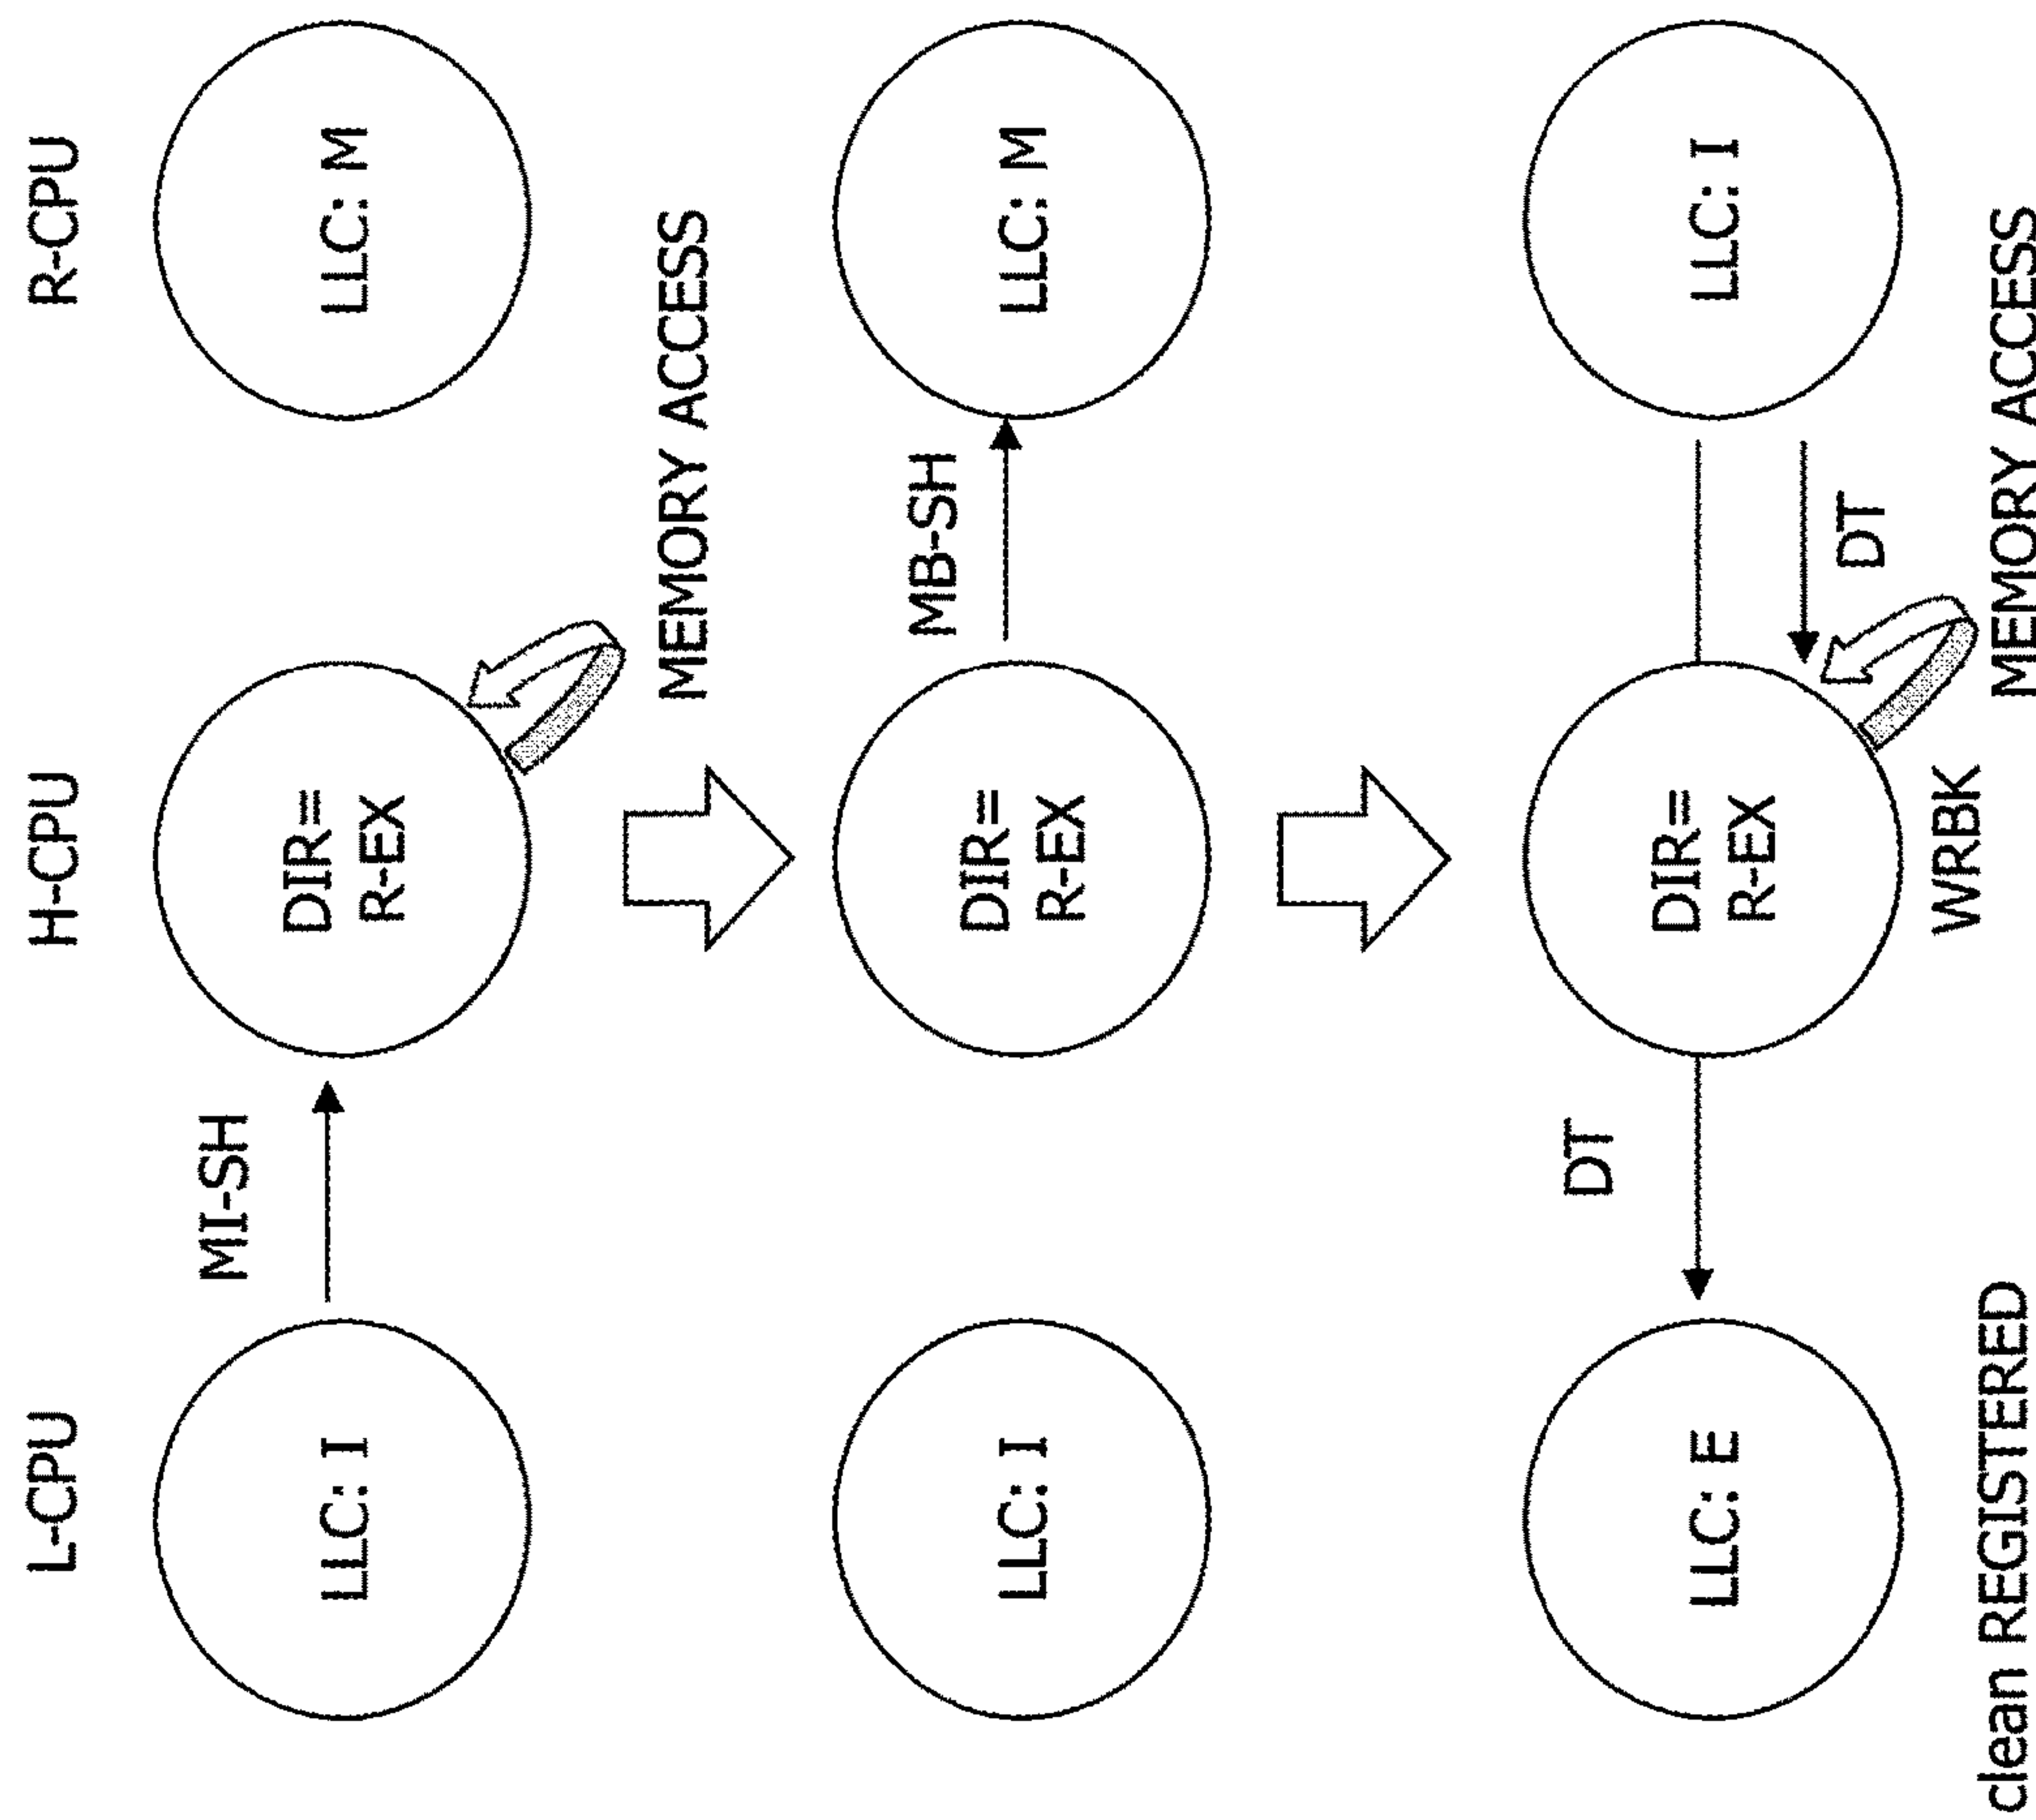 L-CPU
H-CPU
R-CPU
MI-SH
LLC: I
DIR=
R-EX
LLC: M
MEMORY ACCESS
MB-SH
LLC: I
DIR=
R-EX
LLC: M
DT
LLC: E
DIR=
R-EX
LLC: I
DT
WRBK
clean REGISTERED
MEMORY ACCESS